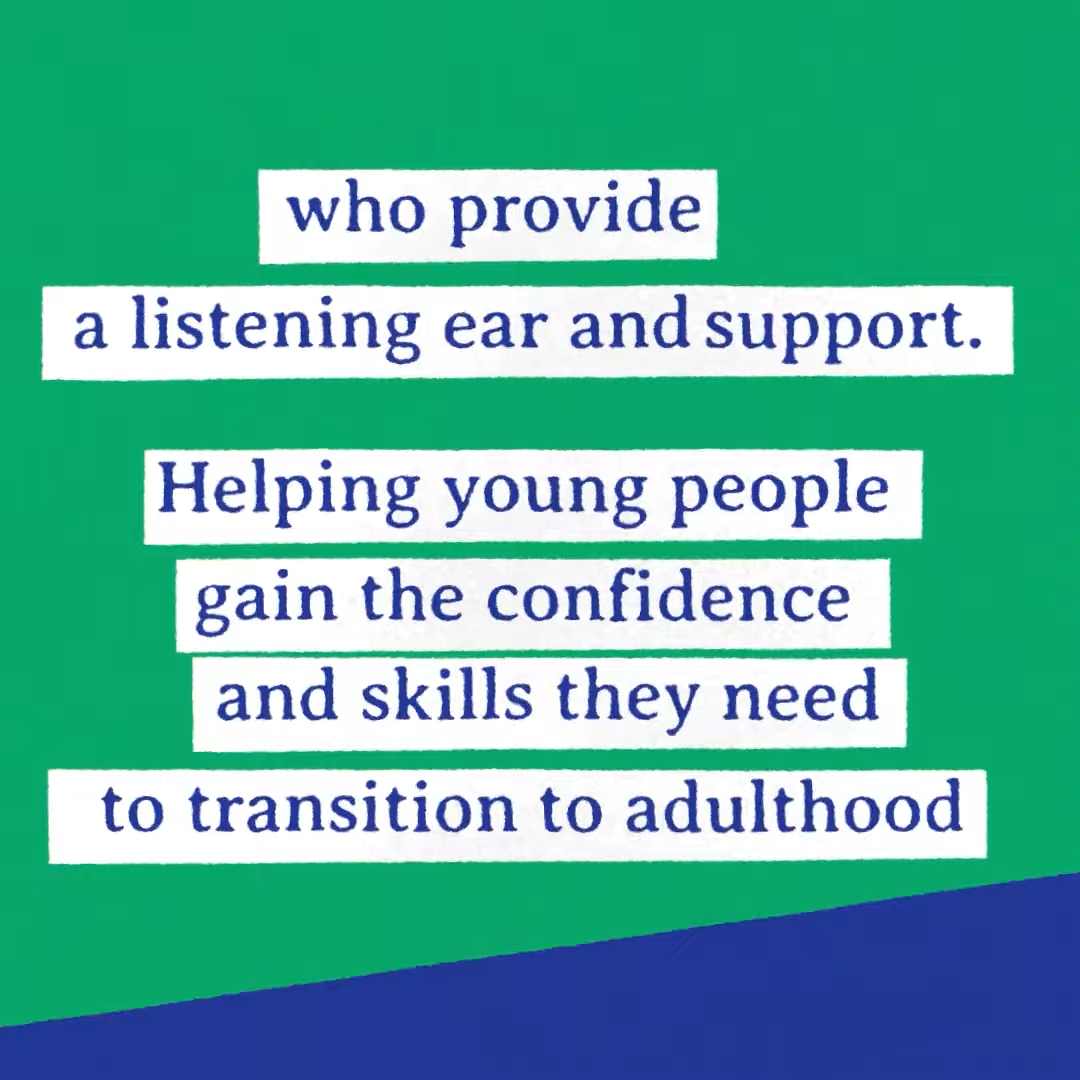 who provide
a listening ear and support.
Helping young people
gain the confidence
and skills they need
to transition to adulthood